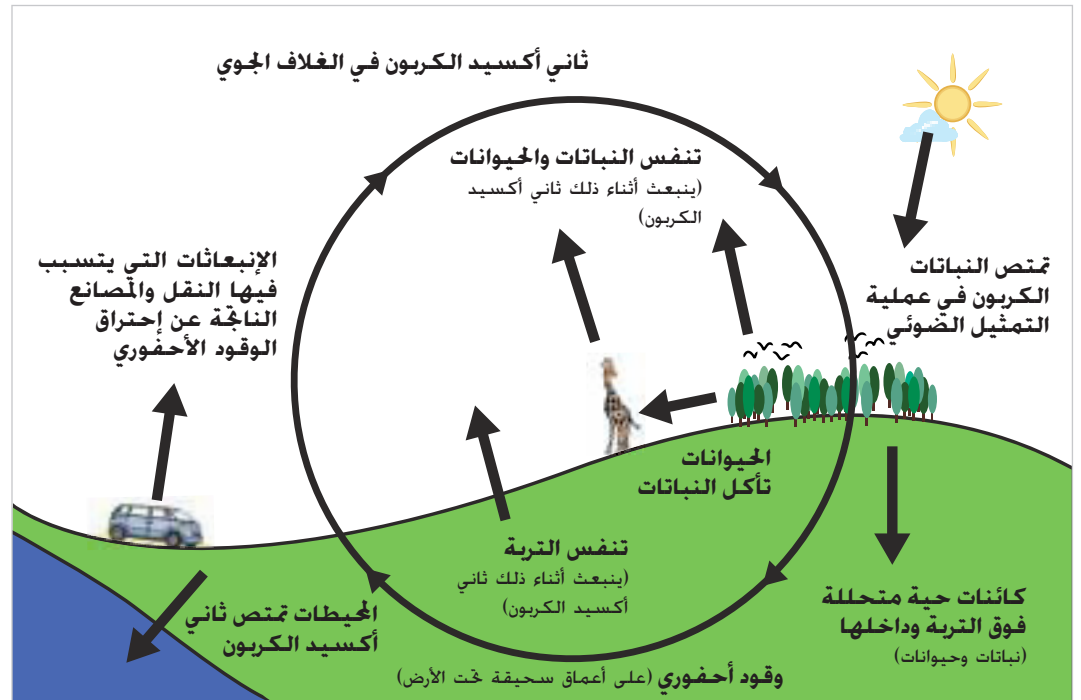 ثاني أكسيد الكربون في الغلاف الجوي
تنفس النباتات والحيوانات
(ينبعث أثناء ذلك ثاني أكسيد
الكربون)
تمتص النباتات
الكربون في عملية
التمثيل الضوئي
الإنبعاثات التي يتسبب
فيها النقل والمصانع
الناتجة عن إحتراق
الوقود الأحفوري
الحيوانات
تأكل النباتات
تنفس التربة
(ينبعث أثناء ذلك ثاني
أكسيد الكربون)
كائنات حية متحللة
فوق التربة وداخلها
(نباتات وحيوانات)
المحيطات تمتص ثاني
أكسيد الكربون
وقود أحفوري (على أعماق سحيقة تحت الأرض)